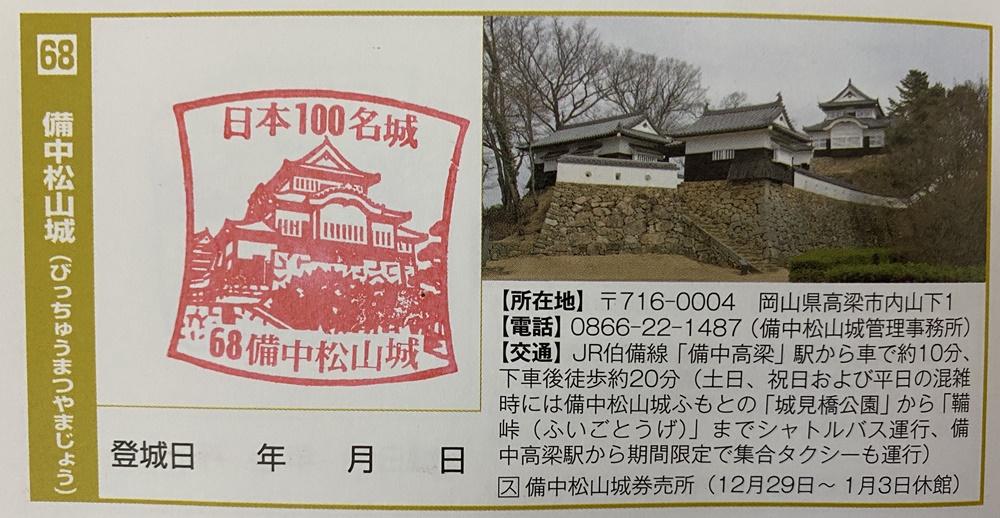 68
備中松山城（びっちゅうまつやまじょう）
日本100名城
68備中松山城
登城日 年 月 日
【所在地】 〒716-0004 岡山県高梁市内山下1
【電話】 0866-22-1487（備中松山城管理事務所）
【交通】 JR伯備線「備中高梁」駅から車で約10分、
下車後徒歩約20分（土日、祝日および平日の混雑
時には備中松山城ふもとの「城見橋公園」から「鞴
峠（ふいごとうげ）」までシャトルバス運行、備
中高梁駅から期間限定で集合タクシーも運行）
ス 備中松山城券売所（12月29日～1月3日休館）